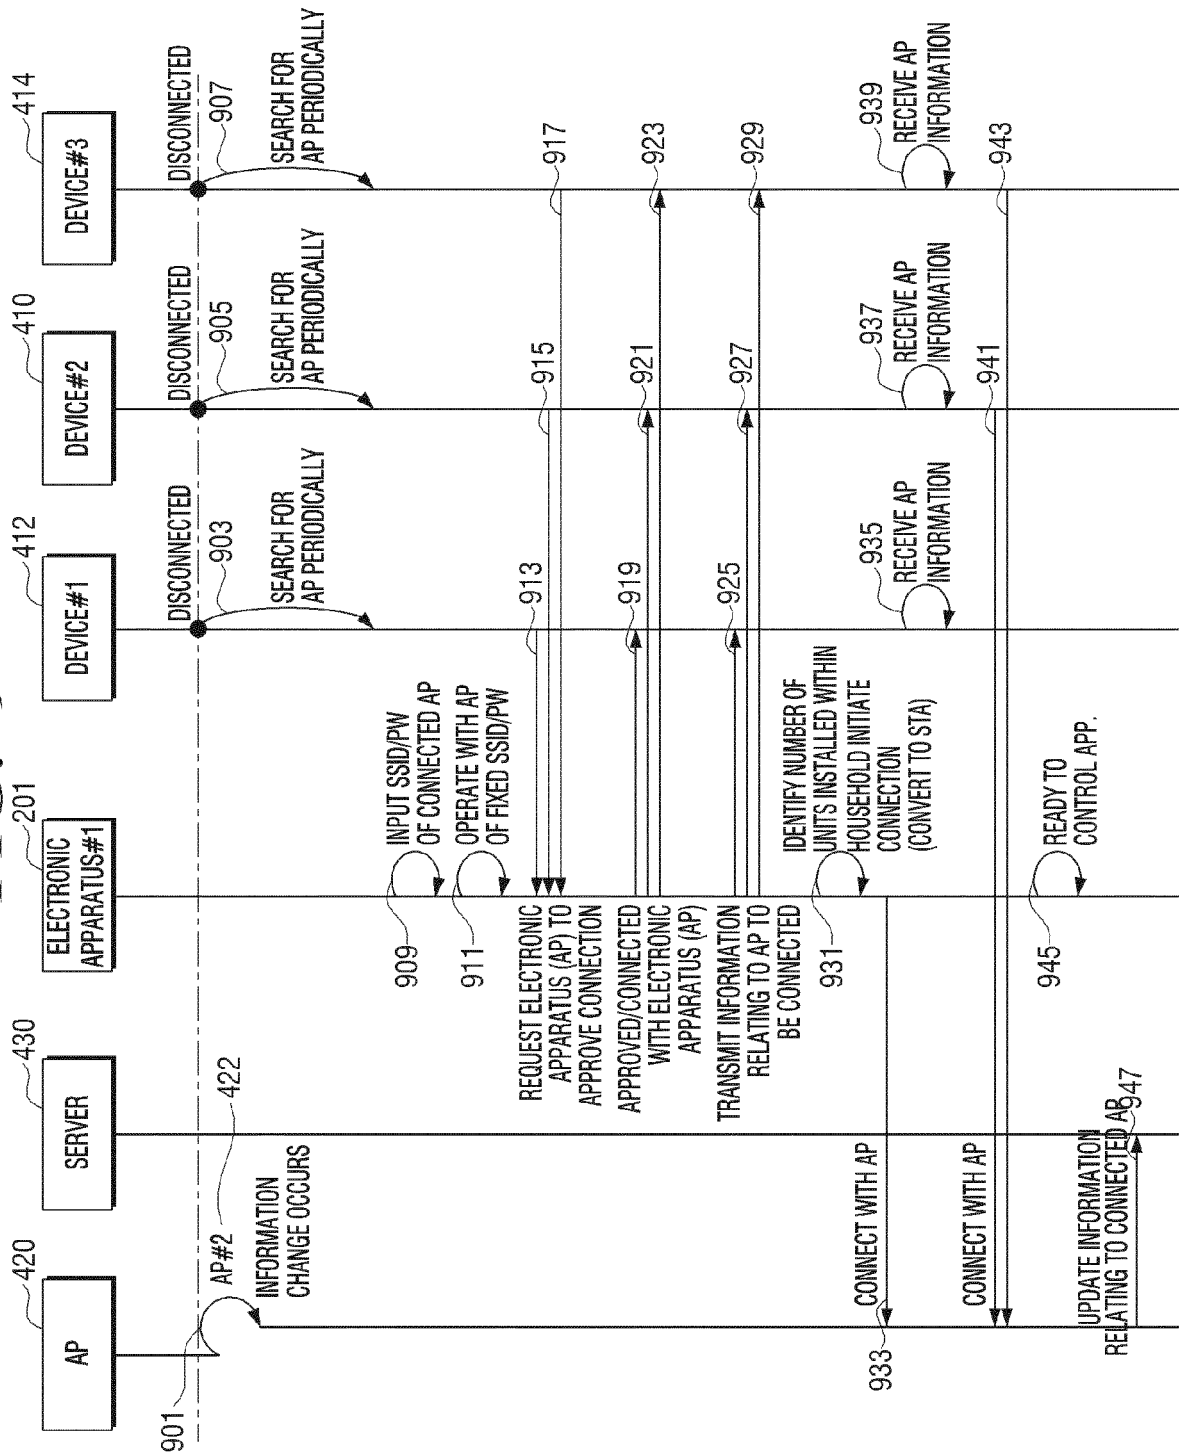 420
AP
430
SERVER
201
ELECTRONIC
APPARATUS#1
412
DEVICE#1
410
DEVICE#2
414
DEVICE#3
901
AP#2
422
INFORMATION
CHANGE OCCURS
DISCONNECTED
903
SEARCH FOR
AP PERIODICALLY
DISCONNECTED
905
SEARCH FOR
AP PERIODICALLY
DISCONNECTED
907
SEARCH FOR
AP PERIODICALLY
909
INPUT SSID/PW
OF CONNECTED AP
911
OPERATE WITH AP
OF FIXED SSID/PW
REQUEST ELECTRONIC
APPARATUS (AP) TO
APPROVE CONNECTION
913
915
917
APPROVED/CONNECTED
WITH ELECTRONIC
APPARATUS (AP)
919
921
923
TRANSMIT INFORMATION
RELATING TO AP TO
BE CONNECTED
925
927
929
931
IDENTIFY NUMBER OF
UNITS INSTALLED WITHIN
HOUSEHOLD INITIATE
CONNECTION
(CONVERT TO STA)
933
CONNECT WITH AP
935
RECEIVE AP
INFORMATION
937
RECEIVE AP
INFORMATION
939
RECEIVE AP
INFORMATION
CONNECT WITH AP
941
943
945
READY TO
CONTROL APP.
UPDATE INFORMATION
RELATING TO CONNECTED AP
947